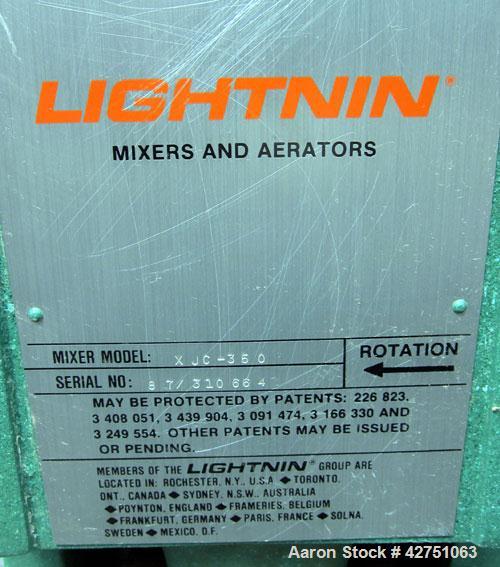 LIGHTNIN®
MIXERS AND AERATORS
MIXER MODEL: XJC-350
ROTATION
SERIAL NO: 87/310664
MAY BE PROTECTED BY PATENTS: 226 823,
3 408 051, 3 439 904, 3 091 474, 3 166 330 AND
3 249 554. OTHER PATENTS MAY BE ISSUED
OR PENDING.
MEMBERS OF THE LIGHTNIN® GROUP ARE
LOCATED IN: ROCHESTER, N.Y., U.S.A ◆ TORONTO,
ONT., CANADA ◆ SYDNEY, N.S.W., AUSTRALIA
◆ POYNTON, ENGLAND ◆ FRAMERIES, BELGIUM
◆ FRANKFURT, GERMANY ◆ PARIS, FRANCE ◆ SOLNA,
SWEDEN ◆ MEXICO, D.F.
Aaron Stock # 42751063